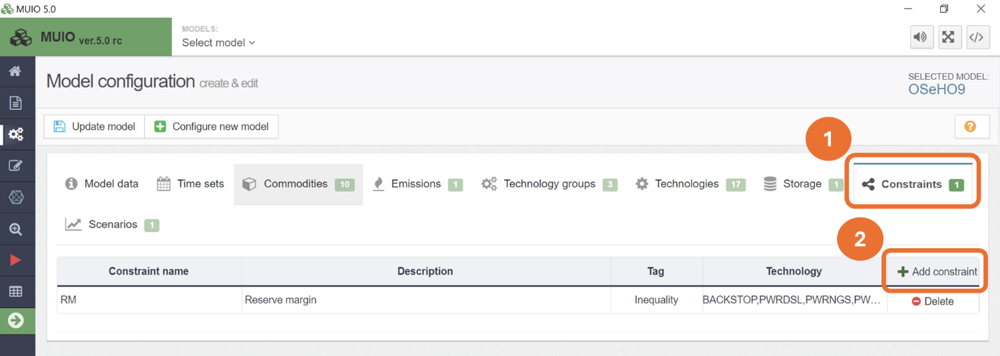 MUIO 5.0
MUIO ver.5.0 rc
MODELS:
Select model
Model configuration create & edit
SELECTED MODEL:
OSeHO9
Update model
Configure new model
?
1
Model data
Time sets
Commodities 10
Emissions 1
Technology groups 3
Technologies 17
Storage 1
Constraints 1
Scenarios 1
2
Constraint name Description Tag Technology Add constraint
RM Reserve margin Inequality BACKSTOP,PWRDSL,PWRNGS,PW... Delete